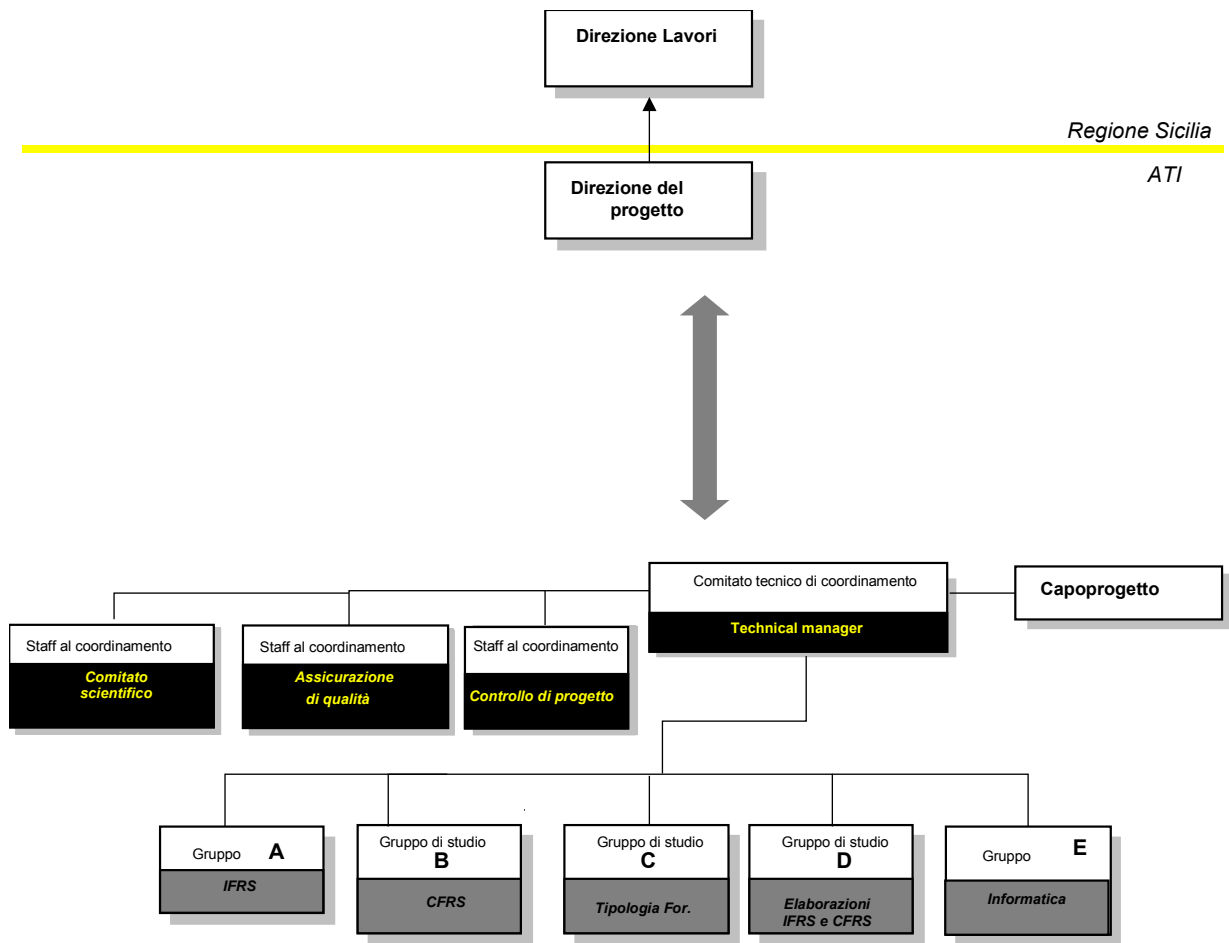 Direzione Lavori
Regione Sicilia
ATI
Direzione del
progetto
Comitato tecnico di coordinamento
Technical manager
Capoprogetto
Staff al coordinamento
Comitato
scientifico
Staff al coordinamento
Assicurazione
di qualità
Staff al coordinamento
Controllo di progetto
Gruppo A
IFRS
Gruppo di studio
B
CFRS
Gruppo di studio
C
Tipologia For.
Gruppo di studio
D
Elaborazioni
IFRS e CFRS
Gruppo E
Informatica